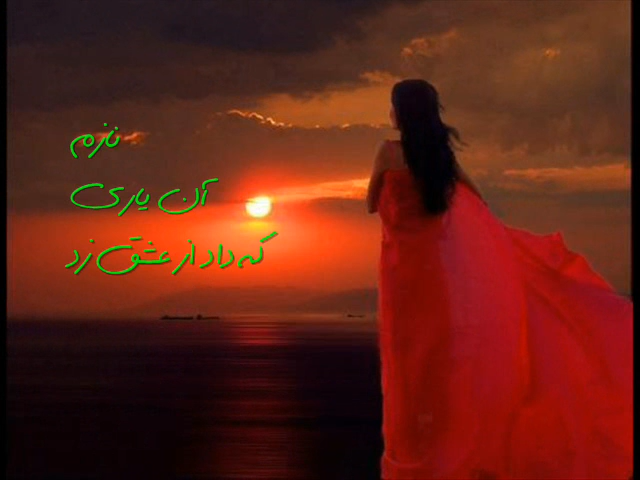 نازم
آن یاری
که داد از عشق زد